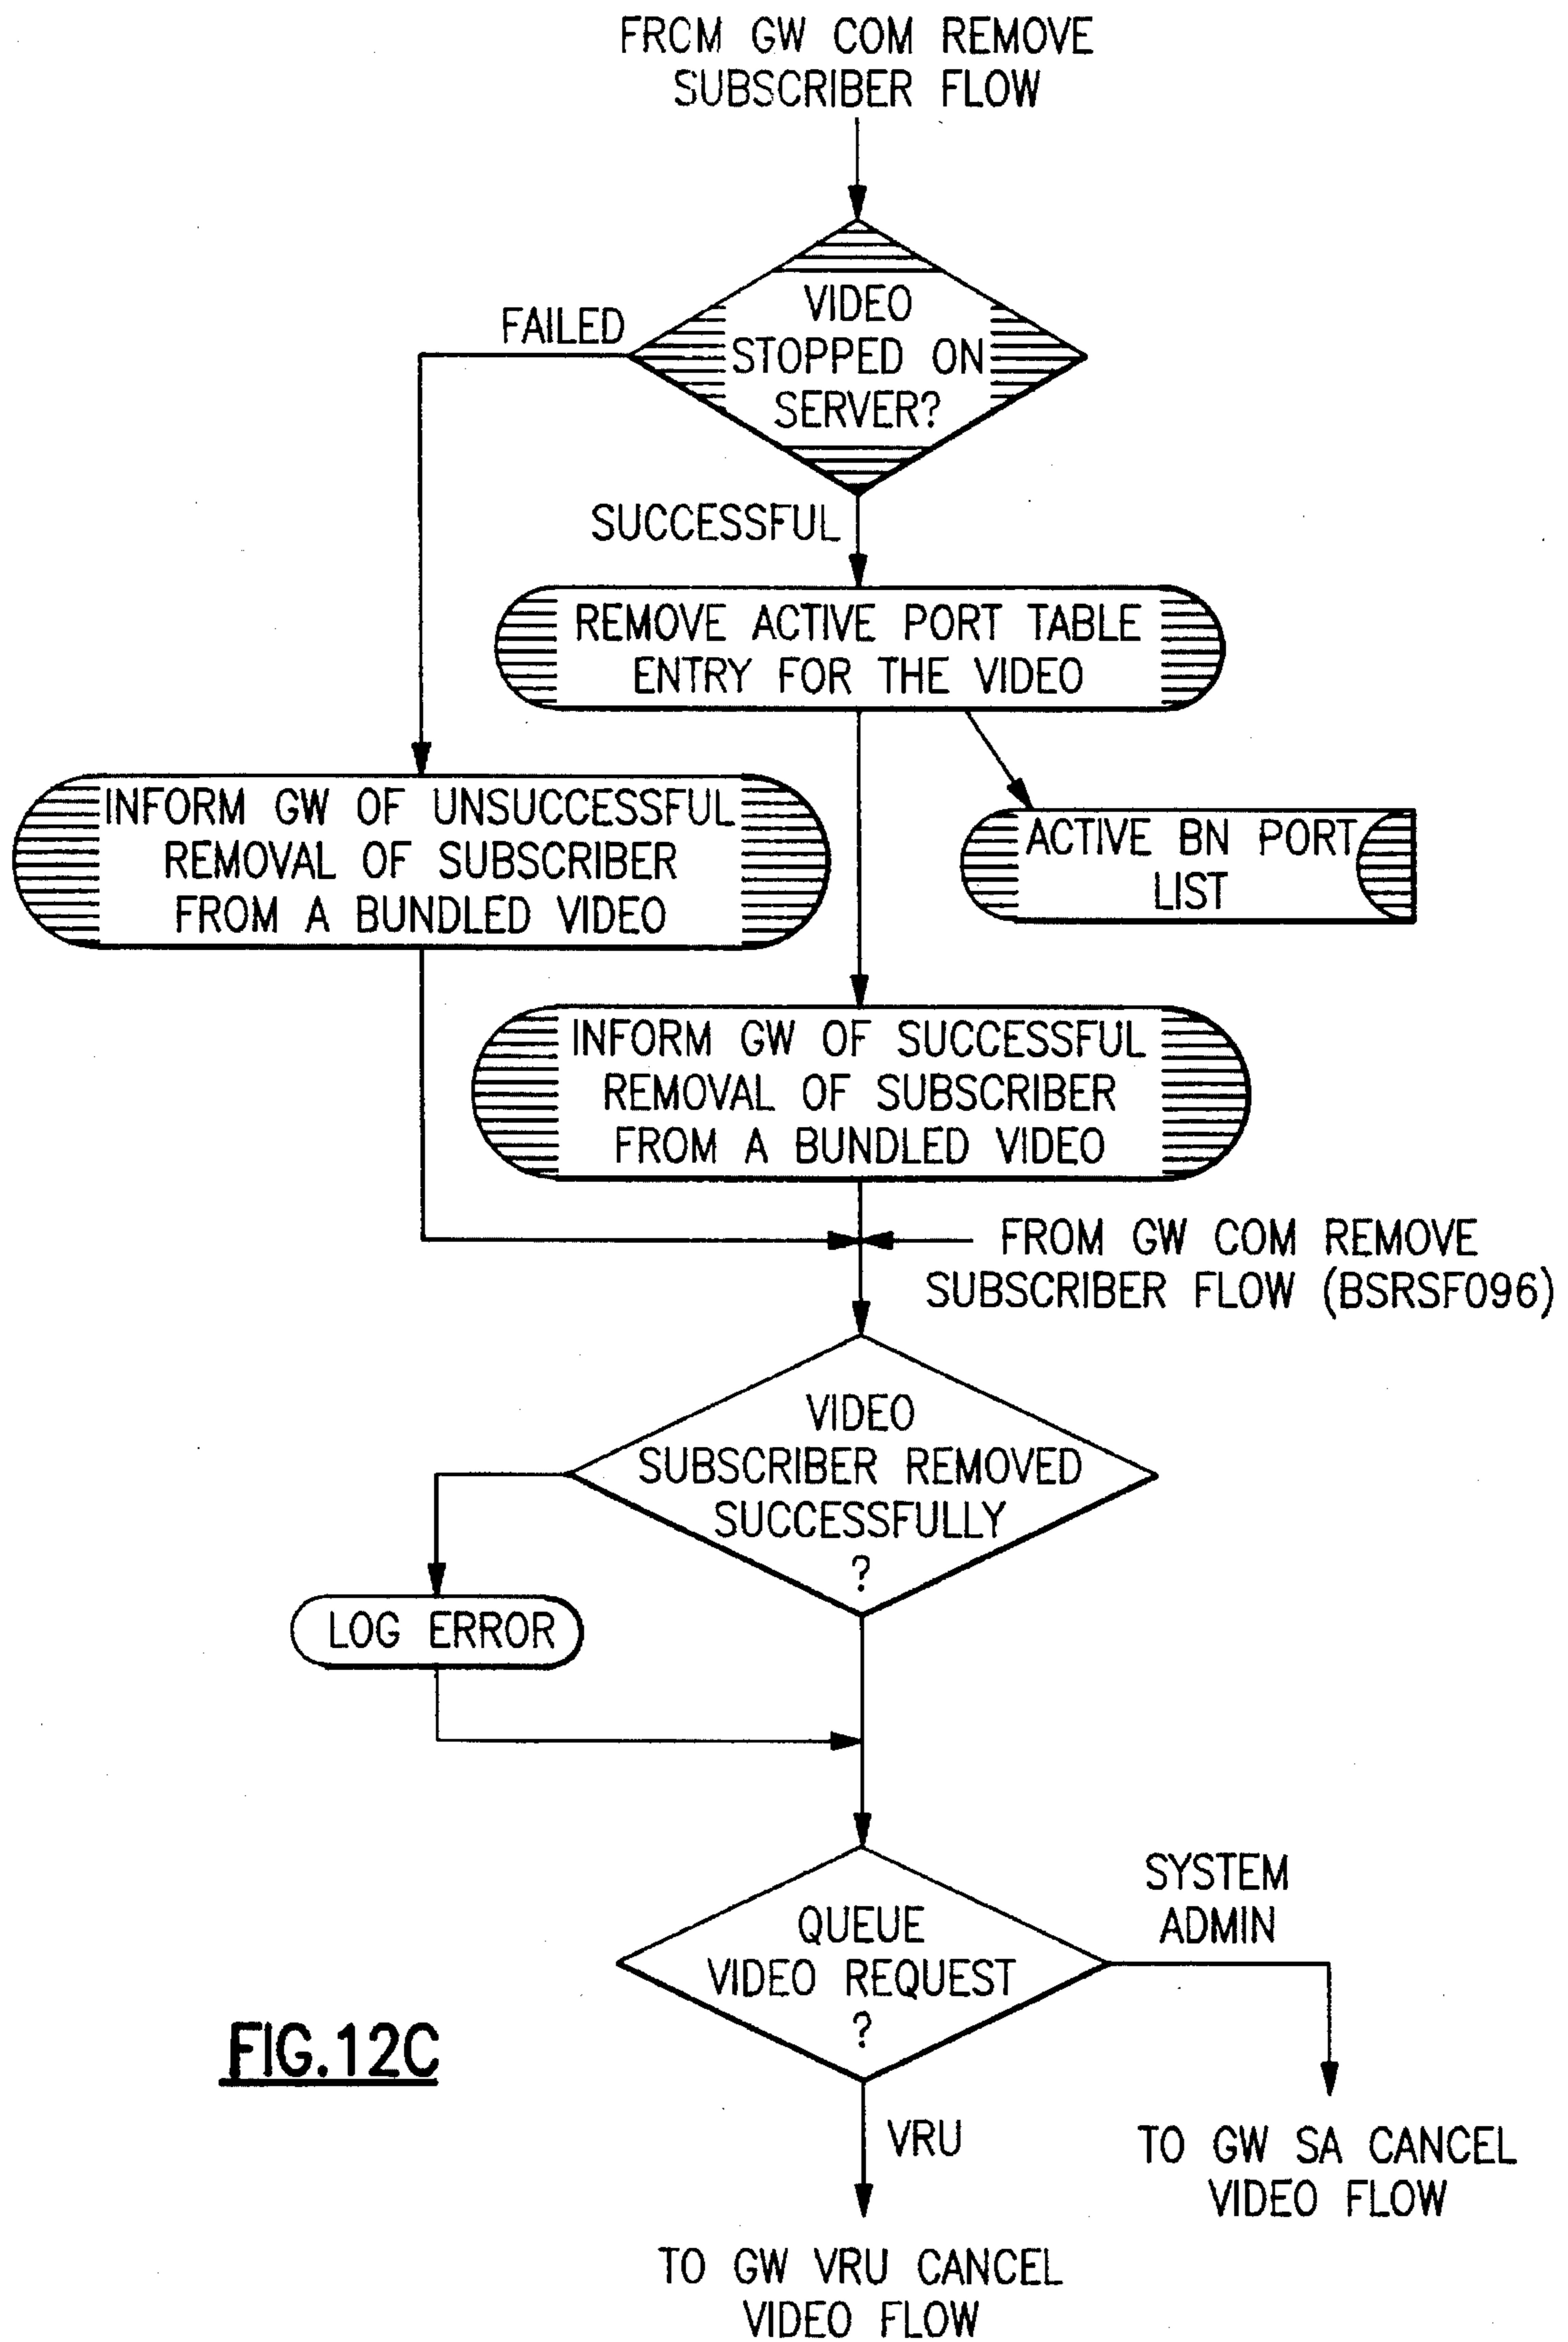 FRCM GW COM REMOVE
SUBSCRIBER FLOW
VIDEO
STOPPED ON
SERVER?
FAILED
SUCCESSFUL
REMOVE ACTIVE PORT TABLE
ENTRY FOR THE VIDEO
INFORM GW OF UNSUCCESSFUL
REMOVAL OF SUBSCRIBER
FROM A BUNDLED VIDEO
ACTIVE BN PORT
LIST
INFORM GW OF SUCCESSFUL
REMOVAL OF SUBSCRIBER
FROM A BUNDLED VIDEO
FROM GW COM REMOVE
SUBSCRIBER FLOW (BSRSF096)
VIDEO
SUBSCRIBER REMOVED
SUCCESSFULLY
?
LOG ERROR
QUEUE
VIDEO REQUEST
?
SYSTEM
ADMIN
VRU
TO GW SA CANCEL
VIDEO FLOW
TO GW VRU CANCEL
VIDEO FLOW
FIG.12C